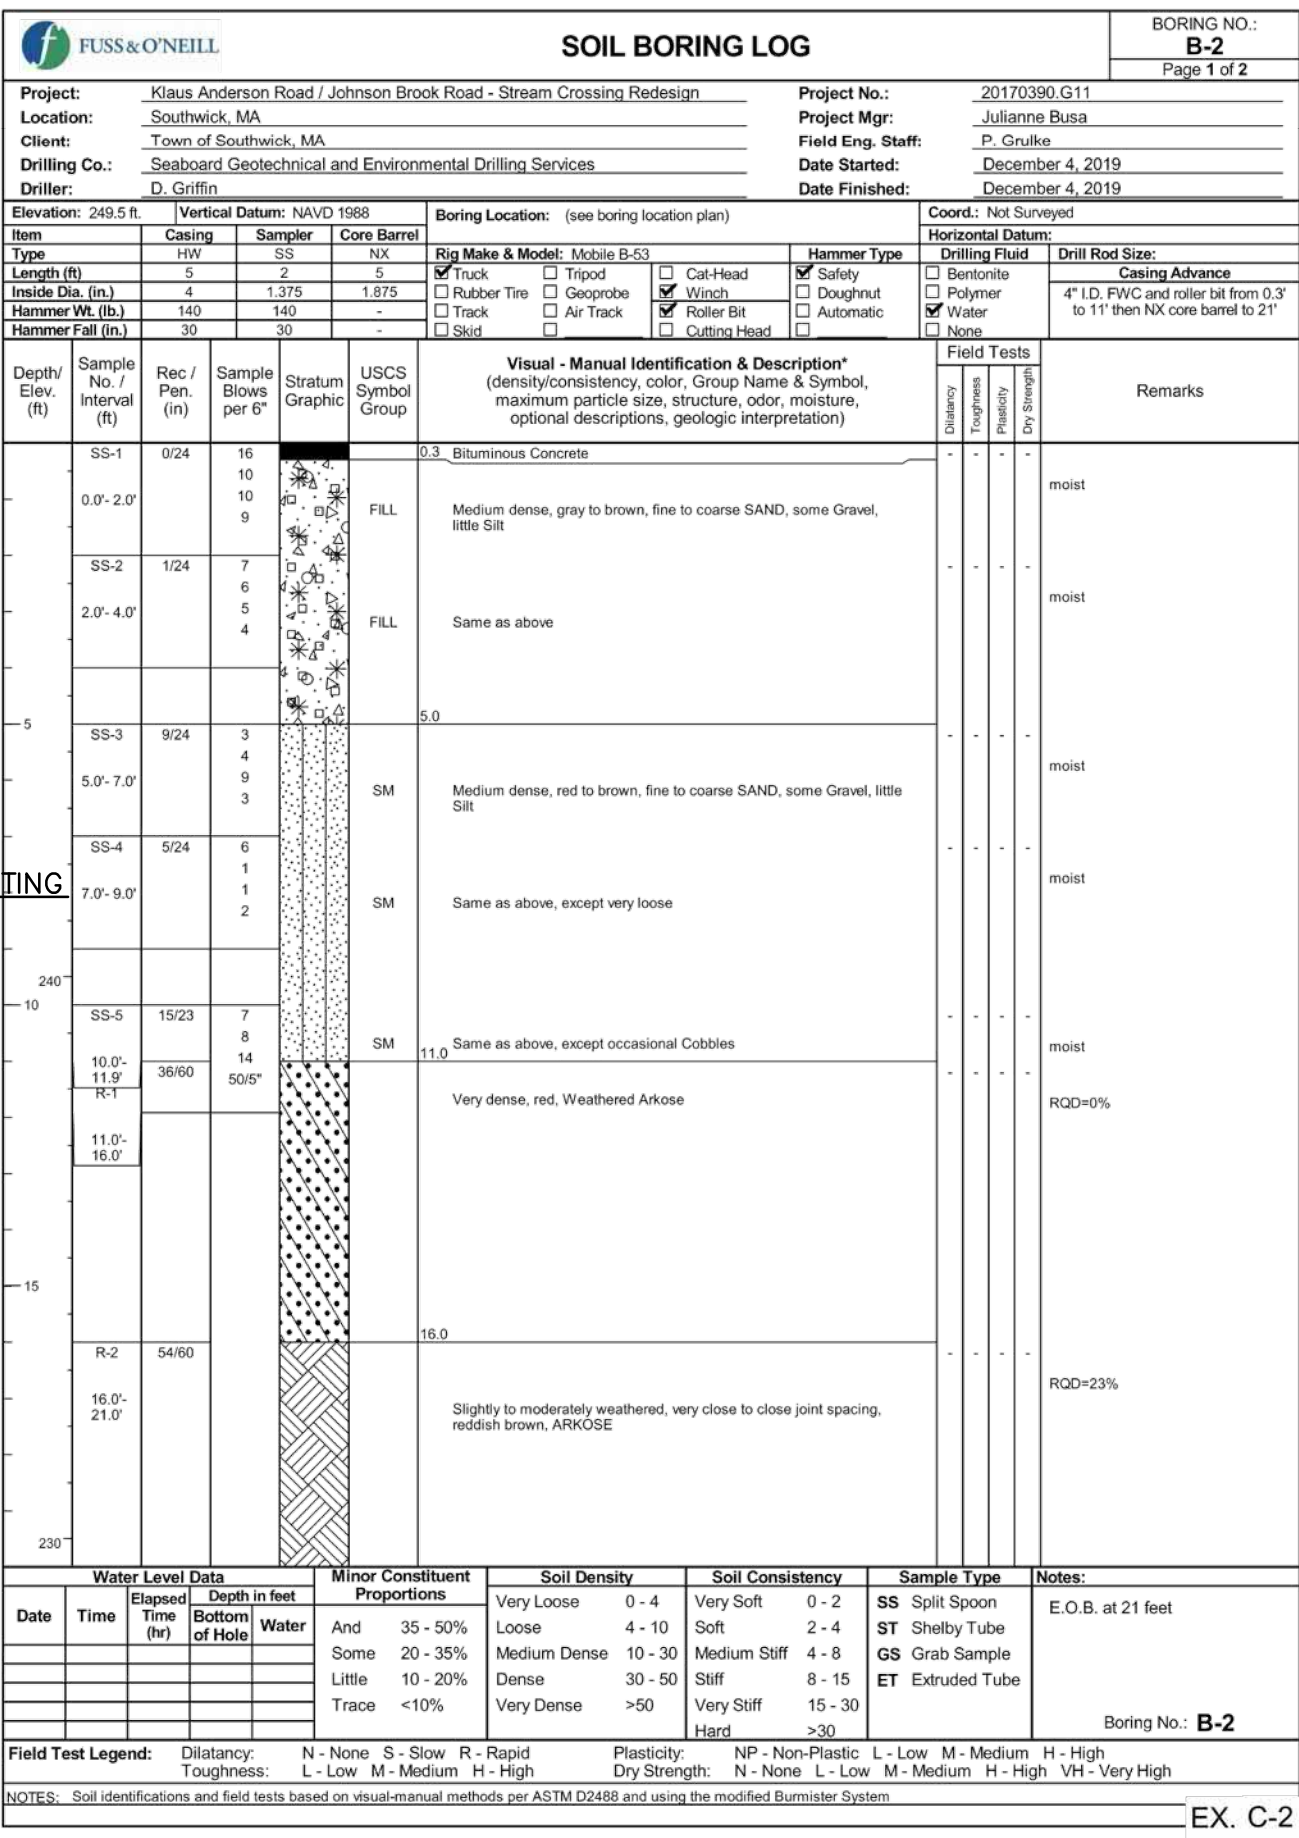 FUSS & O'NEILL
SOIL BORING LOG
BORING NO.:
B-2
Page 1 of 2
Project: Klaus Anderson Road / Johnson Brook Road - Stream Crossing Redesign Project No.: 20170390.G11
Location: Southwick, MA Project Mgr: Julianne Busa
Client: Town of Southwick, MA Field Eng. Staff: P. Grulke
Drilling Co.: Seaboard Geotechnical and Environmental Drilling Services Date Started: December 4, 2019
Driller: D. Griffin Date Finished: December 4, 2019
Elevation: 249.5 ft. Vertical Datum: NAVD 1988 Boring Location: (see boring location plan) Coord.: Not Surveyed
Item Casing Sampler Core Barrel Horizontal Datum:
Type HW SS NX Rig Make & Model: Mobile B-53 Hammer Type Drilling Fluid Drill Rod Size:
Length (ft) 5 2 5 Truck Tripod Cat-Head Safety Bentonite Casing Advance
Inside Dia. (in.) 4 1.375 1.875 Rubber Tire Geoprobe Winch Doughnut Polymer 4" I.D. FWC and roller bit from 0.3'
Hammer Wt. (lb.) 140 140 - Track Air Track Roller Bit Automatic Water to 11' then NX core barrel to 21'
Hammer Fall (in.) 30 30 - Skid Cutting Head None
Depth/
Elev.
(ft)
Sample
No. /
Interval
(ft)
Rec /
Pen.
(in)
Sample
Blows
per 6"
Stratum
Graphic
USCS
Symbol
Group
Visual - Manual Identification & Description*
(density/consistency, color, Group Name & Symbol,
maximum particle size, structure, odor, moisture,
optional descriptions, geologic interpretation)
Field Tests
Dilatancy
Toughness
Plasticity
Dry Strength
Remarks
SS-1 0/24 16 0.3 Bituminous Concrete - - - -
10
moist
0.0'- 2.0' 10
9 FILL Medium dense, gray to brown, fine to coarse SAND, some Gravel,
little Silt
SS-2 1/24 7 - - - -
6
moist
2.0'- 4.0' 5
4 FILL Same as above
5.0
5
SS-3 9/24 3 - - - -
4
moist
5.0'- 7.0' 9
3 SM Medium dense, red to brown, fine to coarse SAND, some Gravel, little
Silt
SS-4 5/24 6 - - - -
1
TING moist
7.0'- 9.0' 1
2 SM Same as above, except very loose
240
10
SS-5 15/23 7 - - - -
8 SM Same as above, except occasional Cobbles
11.0 moist
10.0'- 14
11.9' 36/60 50/5" - - - -
R-1 Very dense, red, Weathered Arkose RQD=0%
11.0'-
16.0'
15
16.0
R-2 54/60 - - - -
RQD=23%
16.0'-
21.0' Slightly to moderately weathered, very close to close joint spacing,
reddish brown, ARKOSE
230
Water Level Data
Date Time Elapsed Time (hr) Depth in feet
Bottom of Hole Water
Minor Constituent
Proportions
And 35 - 50%
Some 20 - 35%
Little 10 - 20%
Trace <10%
Soil Density
Very Loose 0 - 4
Loose 4 - 10
Medium Dense 10 - 30
Dense 30 - 50
Very Dense >50
Soil Consistency
Very Soft 0 - 2
Soft 2 - 4
Medium Stiff 4 - 8
Stiff 8 - 15
Very Stiff 15 - 30
Hard >30
Sample Type
SS Split Spoon
ST Shelby Tube
GS Grab Sample
ET Extruded Tube
Notes:
E.O.B. at 21 feet
Boring No.: B-2
Field Test Legend: Dilatancy: N - None S - Slow R - Rapid Plasticity: NP - Non-Plastic L - Low M - Medium H - High
Toughness: L - Low M - Medium H - High Dry Strength: N - None L - Low M - Medium H - High VH - Very High
NOTES: Soil identifications and field tests based on visual-manual methods per ASTM D2488 and using the modified Burmister System
EX. C-2